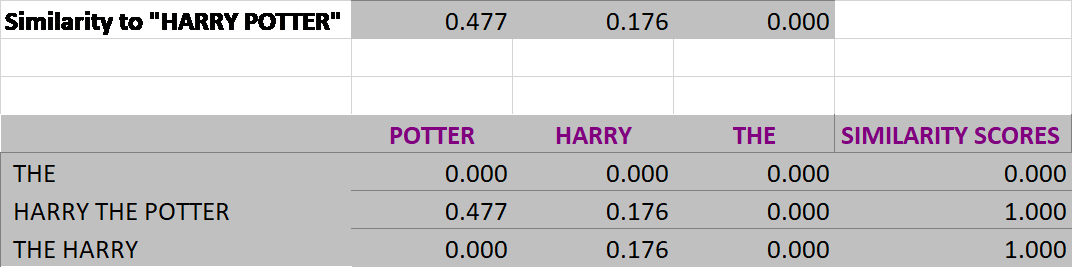 Similarity to "HARRY POTTER" 0.477 0.176 0.000
POTTER HARRY THE SIMILARITY SCORES
THE 0.000 0.000 0.000 0.000
HARRY THE POTTER 0.477 0.176 0.000 1.000
THE HARRY 0.000 0.176 0.000 1.000